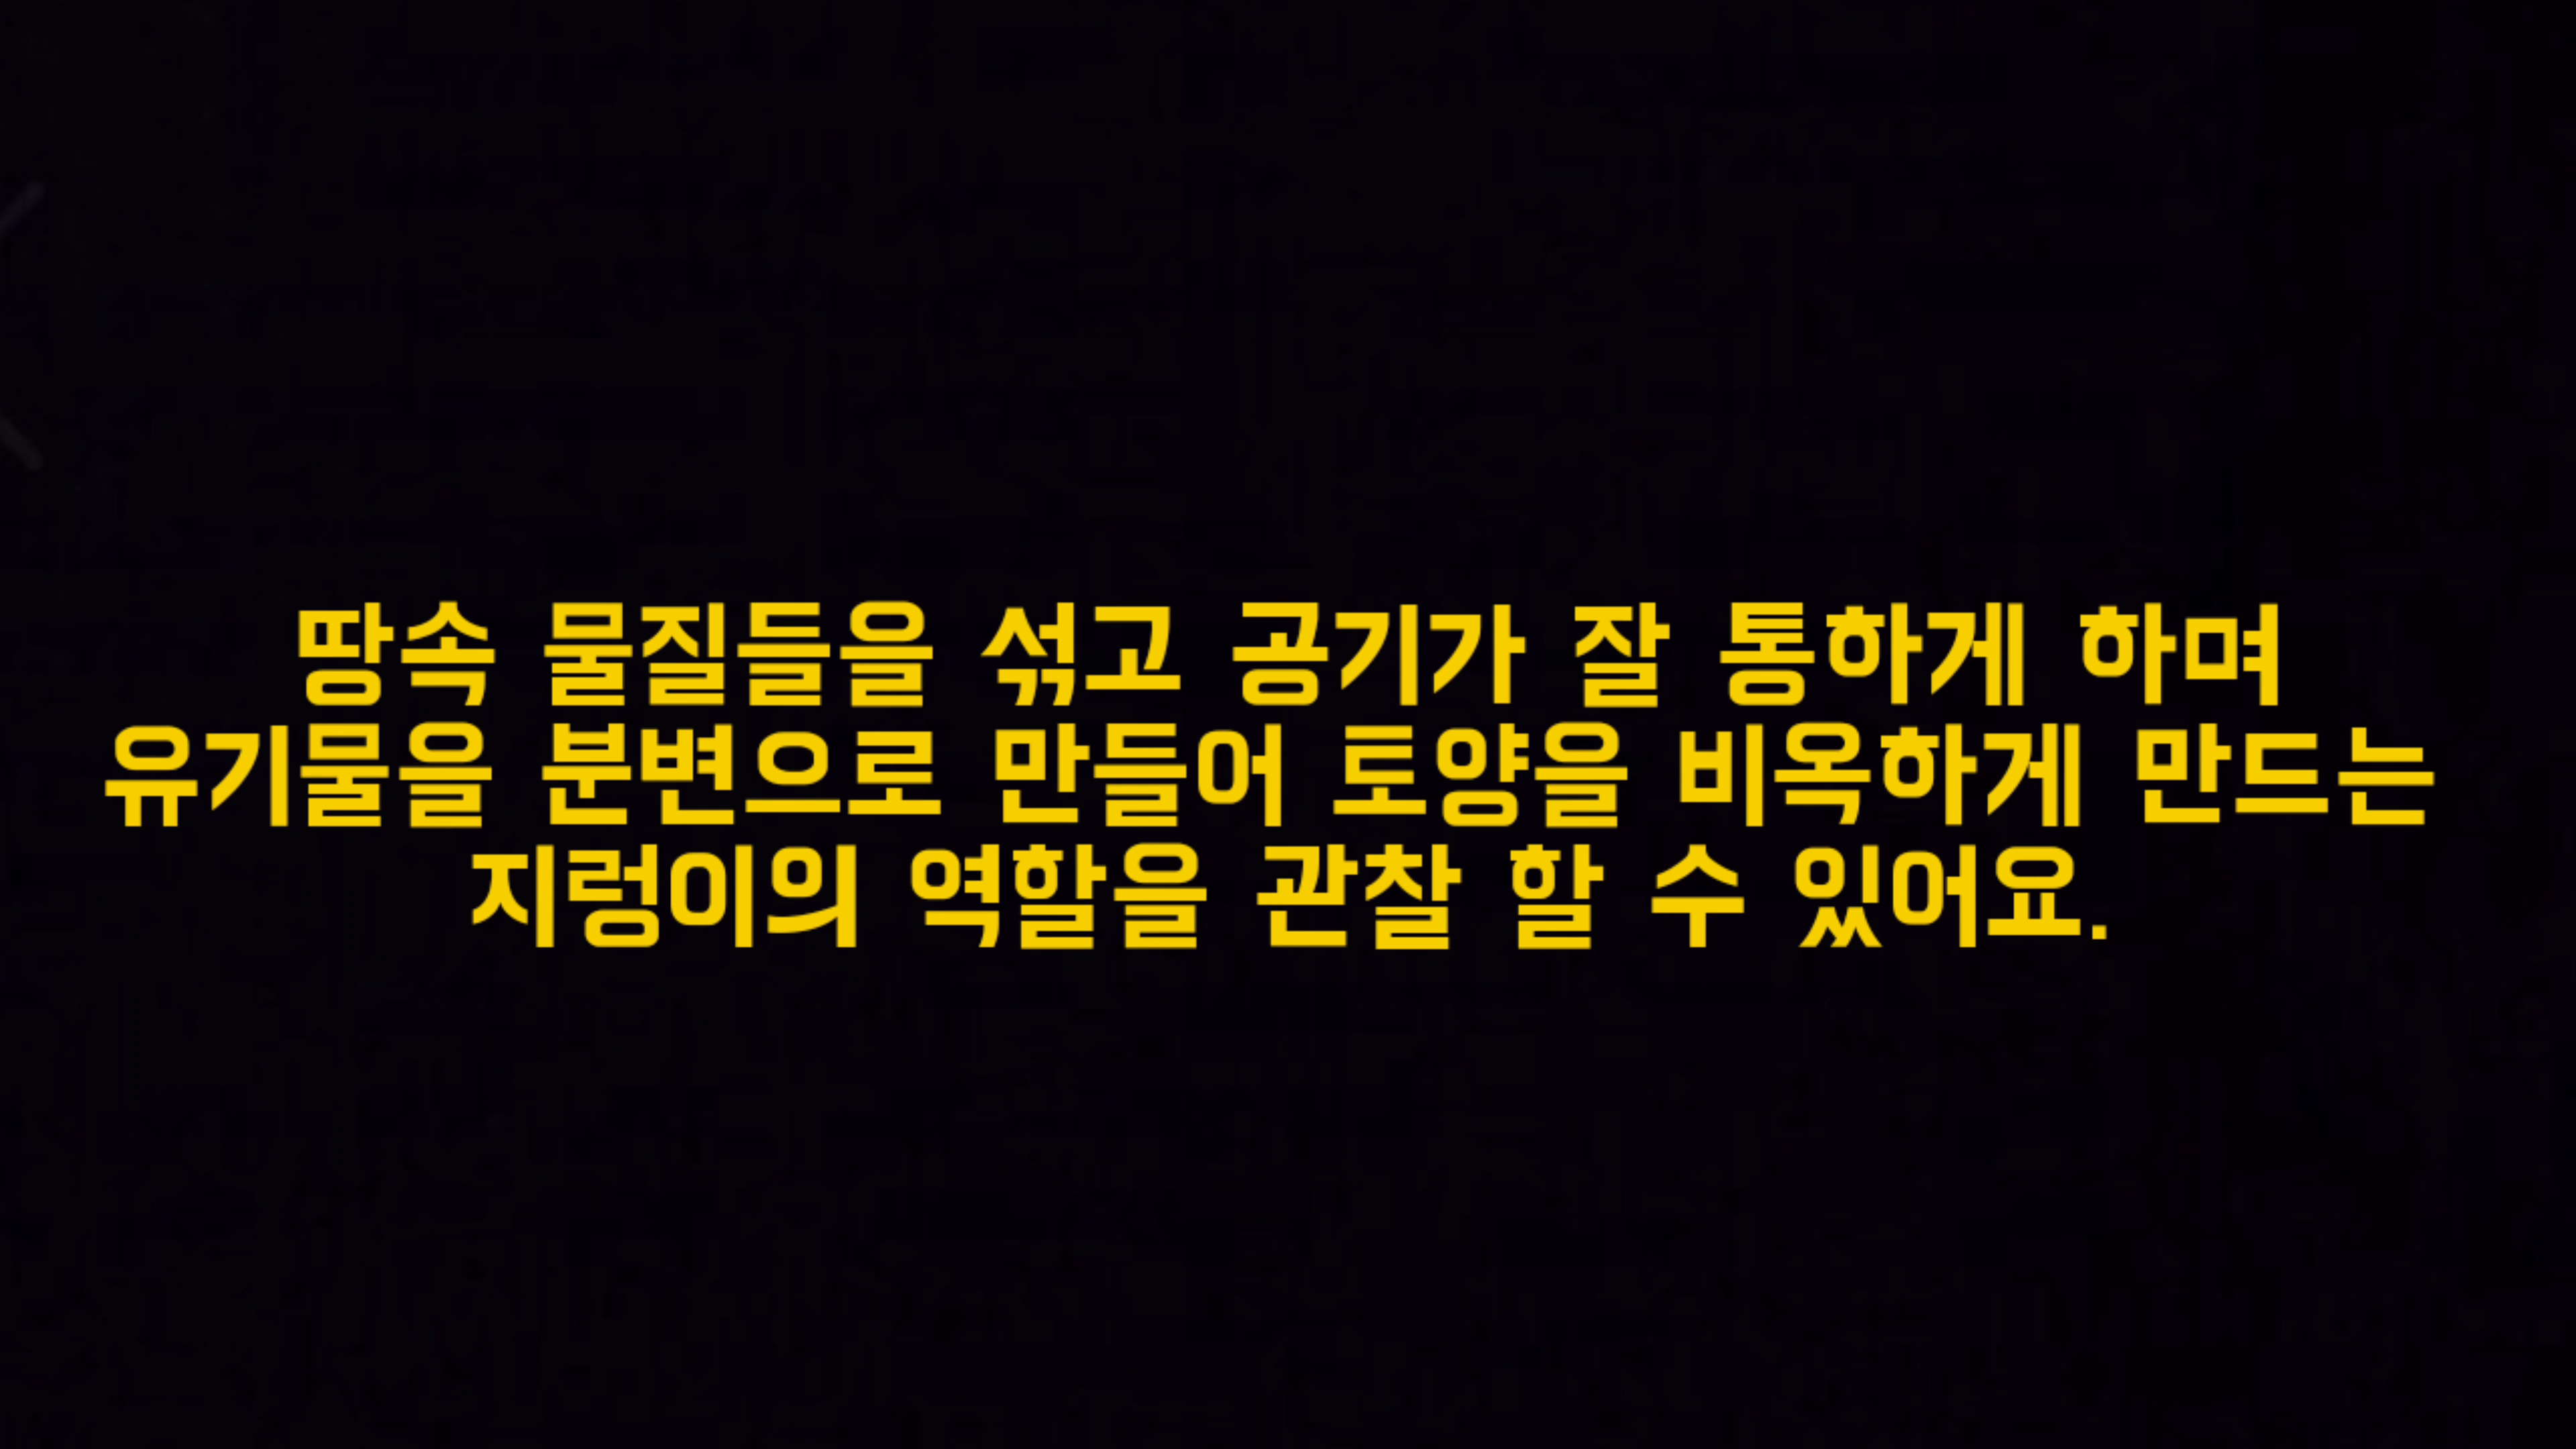 땅속 물질들을 섞고 공기가 잘 통하게 하며
유기물을 분변으로 만들어 토양을 비옥하게 만드는
지렁이의 역할을 관찰 할 수 있어요.